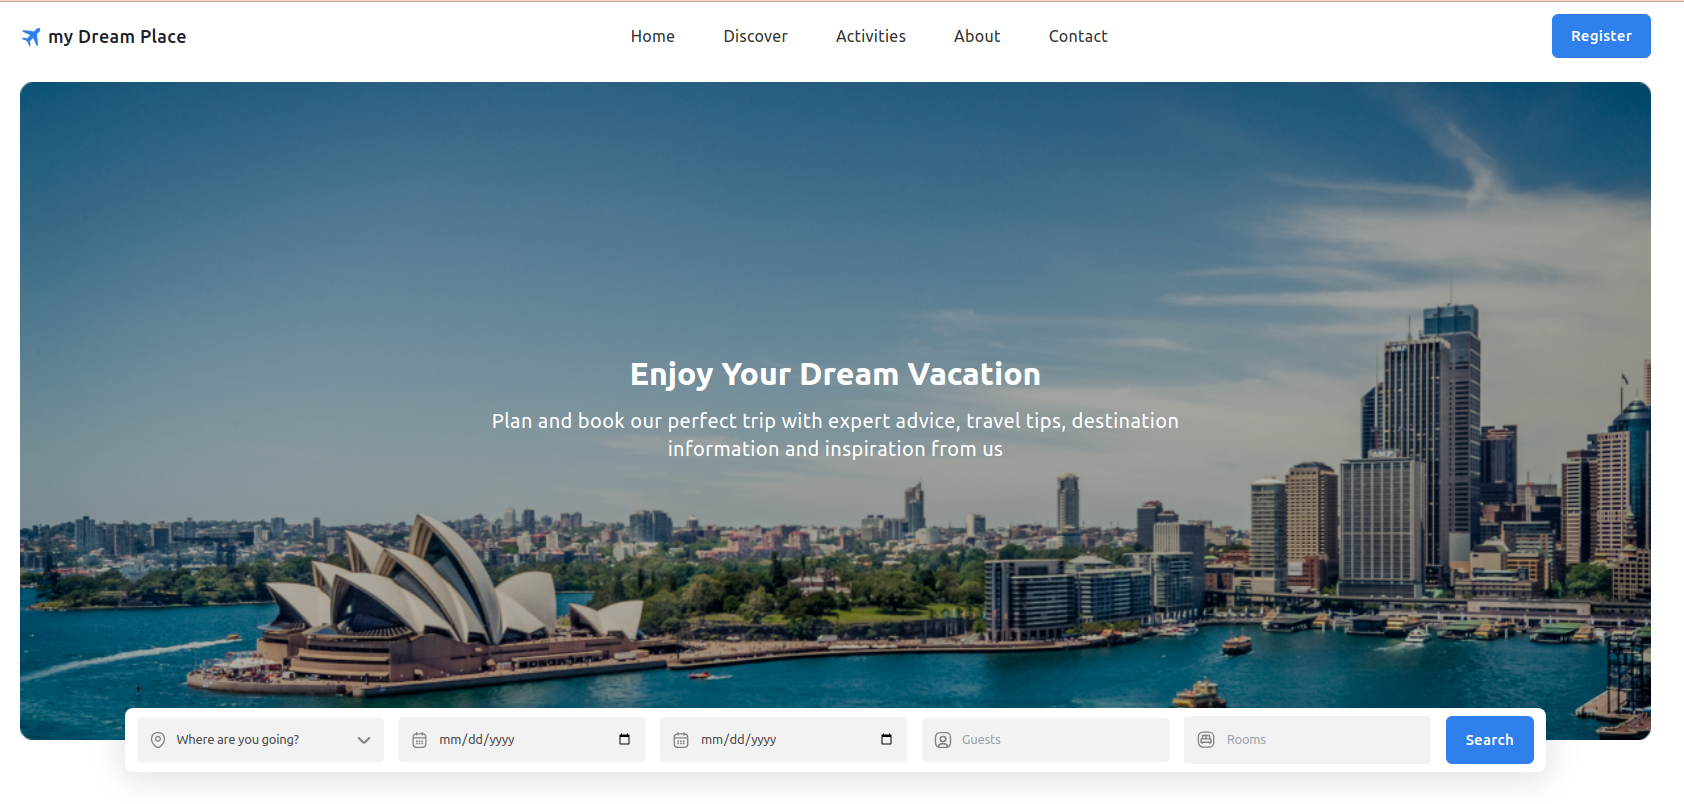 my Dream Place
Home
Discover
Activities
About
Contact
Register
Enjoy Your Dream Vacation
Plan and book our perfect trip with expert advice, travel tips, destination
information and inspiration from us
Where are you going?
mm/dd/yyyy
mm/dd/yyyy
Guests
Rooms
Search